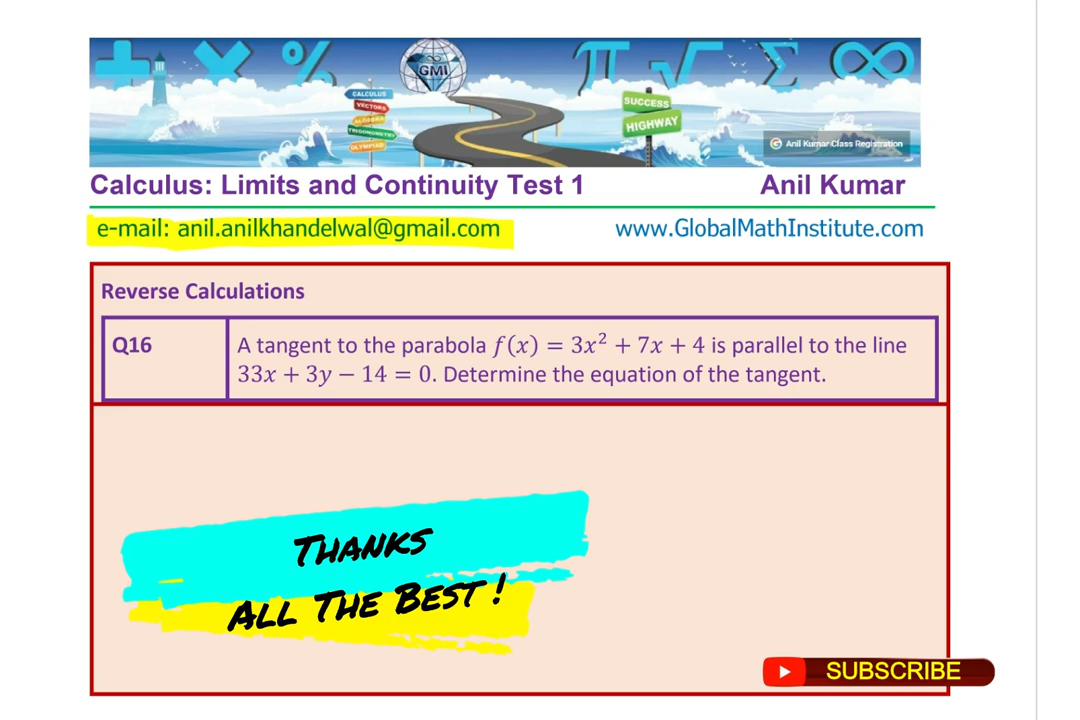 + × % π √ Σ ∞
GMI
CALCULUS
VECTORS
ALGEBRA
TRIGONOMETRY
OLYMPIAD
SUCCESS
HIGHWAY
G Anil Kumar Class Registration
Calculus: Limits and Continuity Test 1 Anil Kumar
e-mail: anil.anilkhandelwal@gmail.com www.GlobalMathInstitute.com
Reverse Calculations
Q16 A tangent to the parabola f(x) = 3x² + 7x + 4 is parallel to the line
33x + 3y − 14 = 0. Determine the equation of the tangent.
THANKS
ALL THE BEST!
SUBSCRIBE